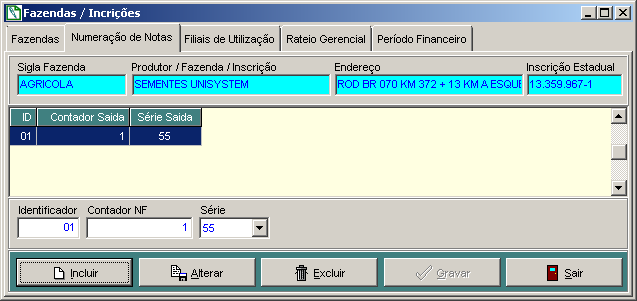 Fazendas / Incrições
Fazendas Numeração de Notas Filiais de Utilização Rateio Gerencial Período Financeiro
Sigla Fazenda Produtor / Fazenda / Inscrição Endereço Inscrição Estadual
AGRICOLA SEMENTES UNISYSTEM ROD BR 070 KM 372 + 13 KM A ESQUE 13.359.967-1
ID Contador Saida Série Saida
01 1 55
Identificador Contador NF Série
01 1 55
Incluir Alterar Excluir Gravar Sair